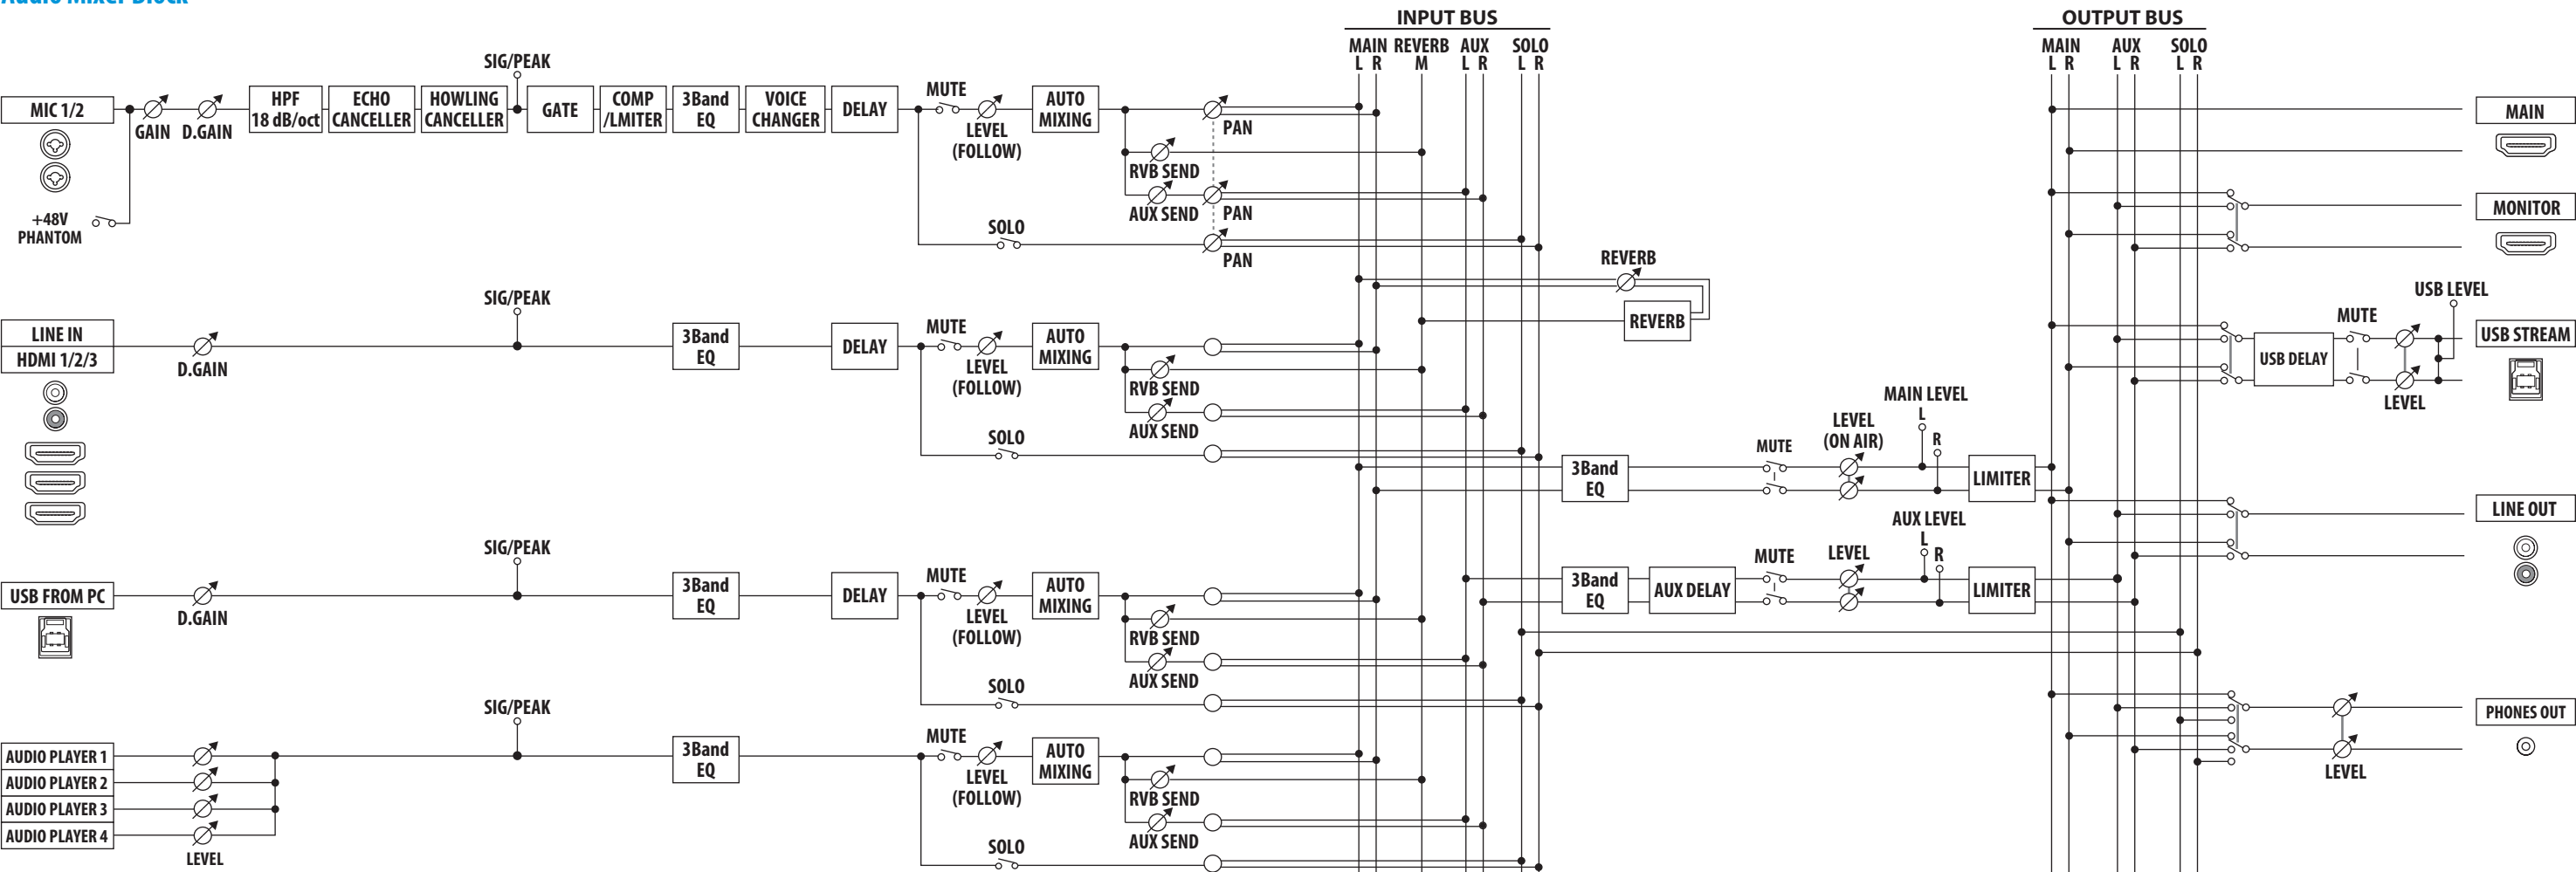 Audio Mixer Block
INPUT BUS
MAIN REVERB AUX SOLO
L R M L R L R
OUTPUT BUS
MAIN AUX SOLO
L R L R L R
SIG/PEAK
MIC 1/2
GAIN
D.GAIN
HPF
18 dB/oct
ECHO
CANCELLER
HOWLING
CANCELLER
GATE
COMP
/LMITER
3Band
EQ
VOICE
CHANGER
DELAY
MUTE
LEVEL
(FOLLOW)
AUTO
MIXING
PAN
RVB SEND
AUX SEND
PAN
SOLO
PAN
+48V
PHANTOM
MAIN
MONITOR
REVERB
REVERB
SIG/PEAK
LINE IN
HDMI 1/2/3
D.GAIN
3Band
EQ
DELAY
MUTE
LEVEL
(FOLLOW)
AUTO
MIXING
RVB SEND
AUX SEND
SOLO
USB LEVEL
MUTE
USB DELAY
LEVEL
USB STREAM
3Band
EQ
MUTE
LEVEL
(ON AIR)
MAIN LEVEL
L
R
LIMITER
LINE OUT
3Band
EQ
AUX DELAY
MUTE
LEVEL
AUX LEVEL
L
R
LIMITER
SIG/PEAK
USB FROM PC
D.GAIN
3Band
EQ
DELAY
MUTE
LEVEL
(FOLLOW)
AUTO
MIXING
RVB SEND
AUX SEND
SOLO
PHONES OUT
LEVEL
SIG/PEAK
AUDIO PLAYER 1
AUDIO PLAYER 2
AUDIO PLAYER 3
AUDIO PLAYER 4
LEVEL
3Band
EQ
MUTE
LEVEL
(FOLLOW)
AUTO
MIXING
RVB SEND
AUX SEND
SOLO